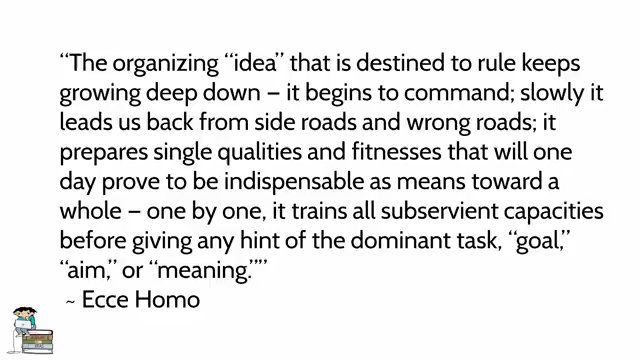 “The organizing “idea” that is destined to rule keeps
growing deep down – it begins to command; slowly it
leads us back from side roads and wrong roads; it
prepares single qualities and fitnesses that will one
day prove to be indispensable as means toward a
whole – one by one, it trains all subservient capacities
before giving any hint of the dominant task, “goal,”
“aim,” or “meaning.””
~ Ecce Homo